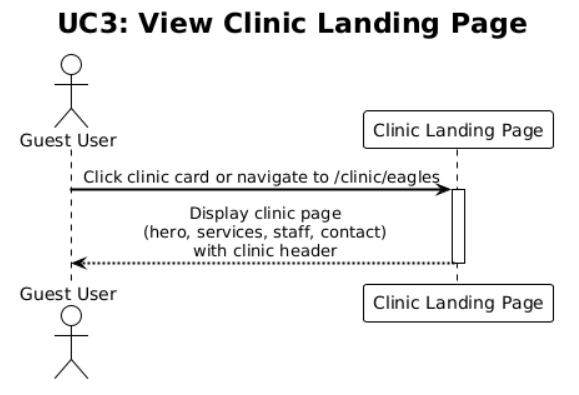 UC3: View Clinic Landing Page
Guest User
Clinic Landing Page
Click clinic card or navigate to /clinic/eagles
Display clinic page
(hero, services, staff, contact)
with clinic header
Guest User
Clinic Landing Page